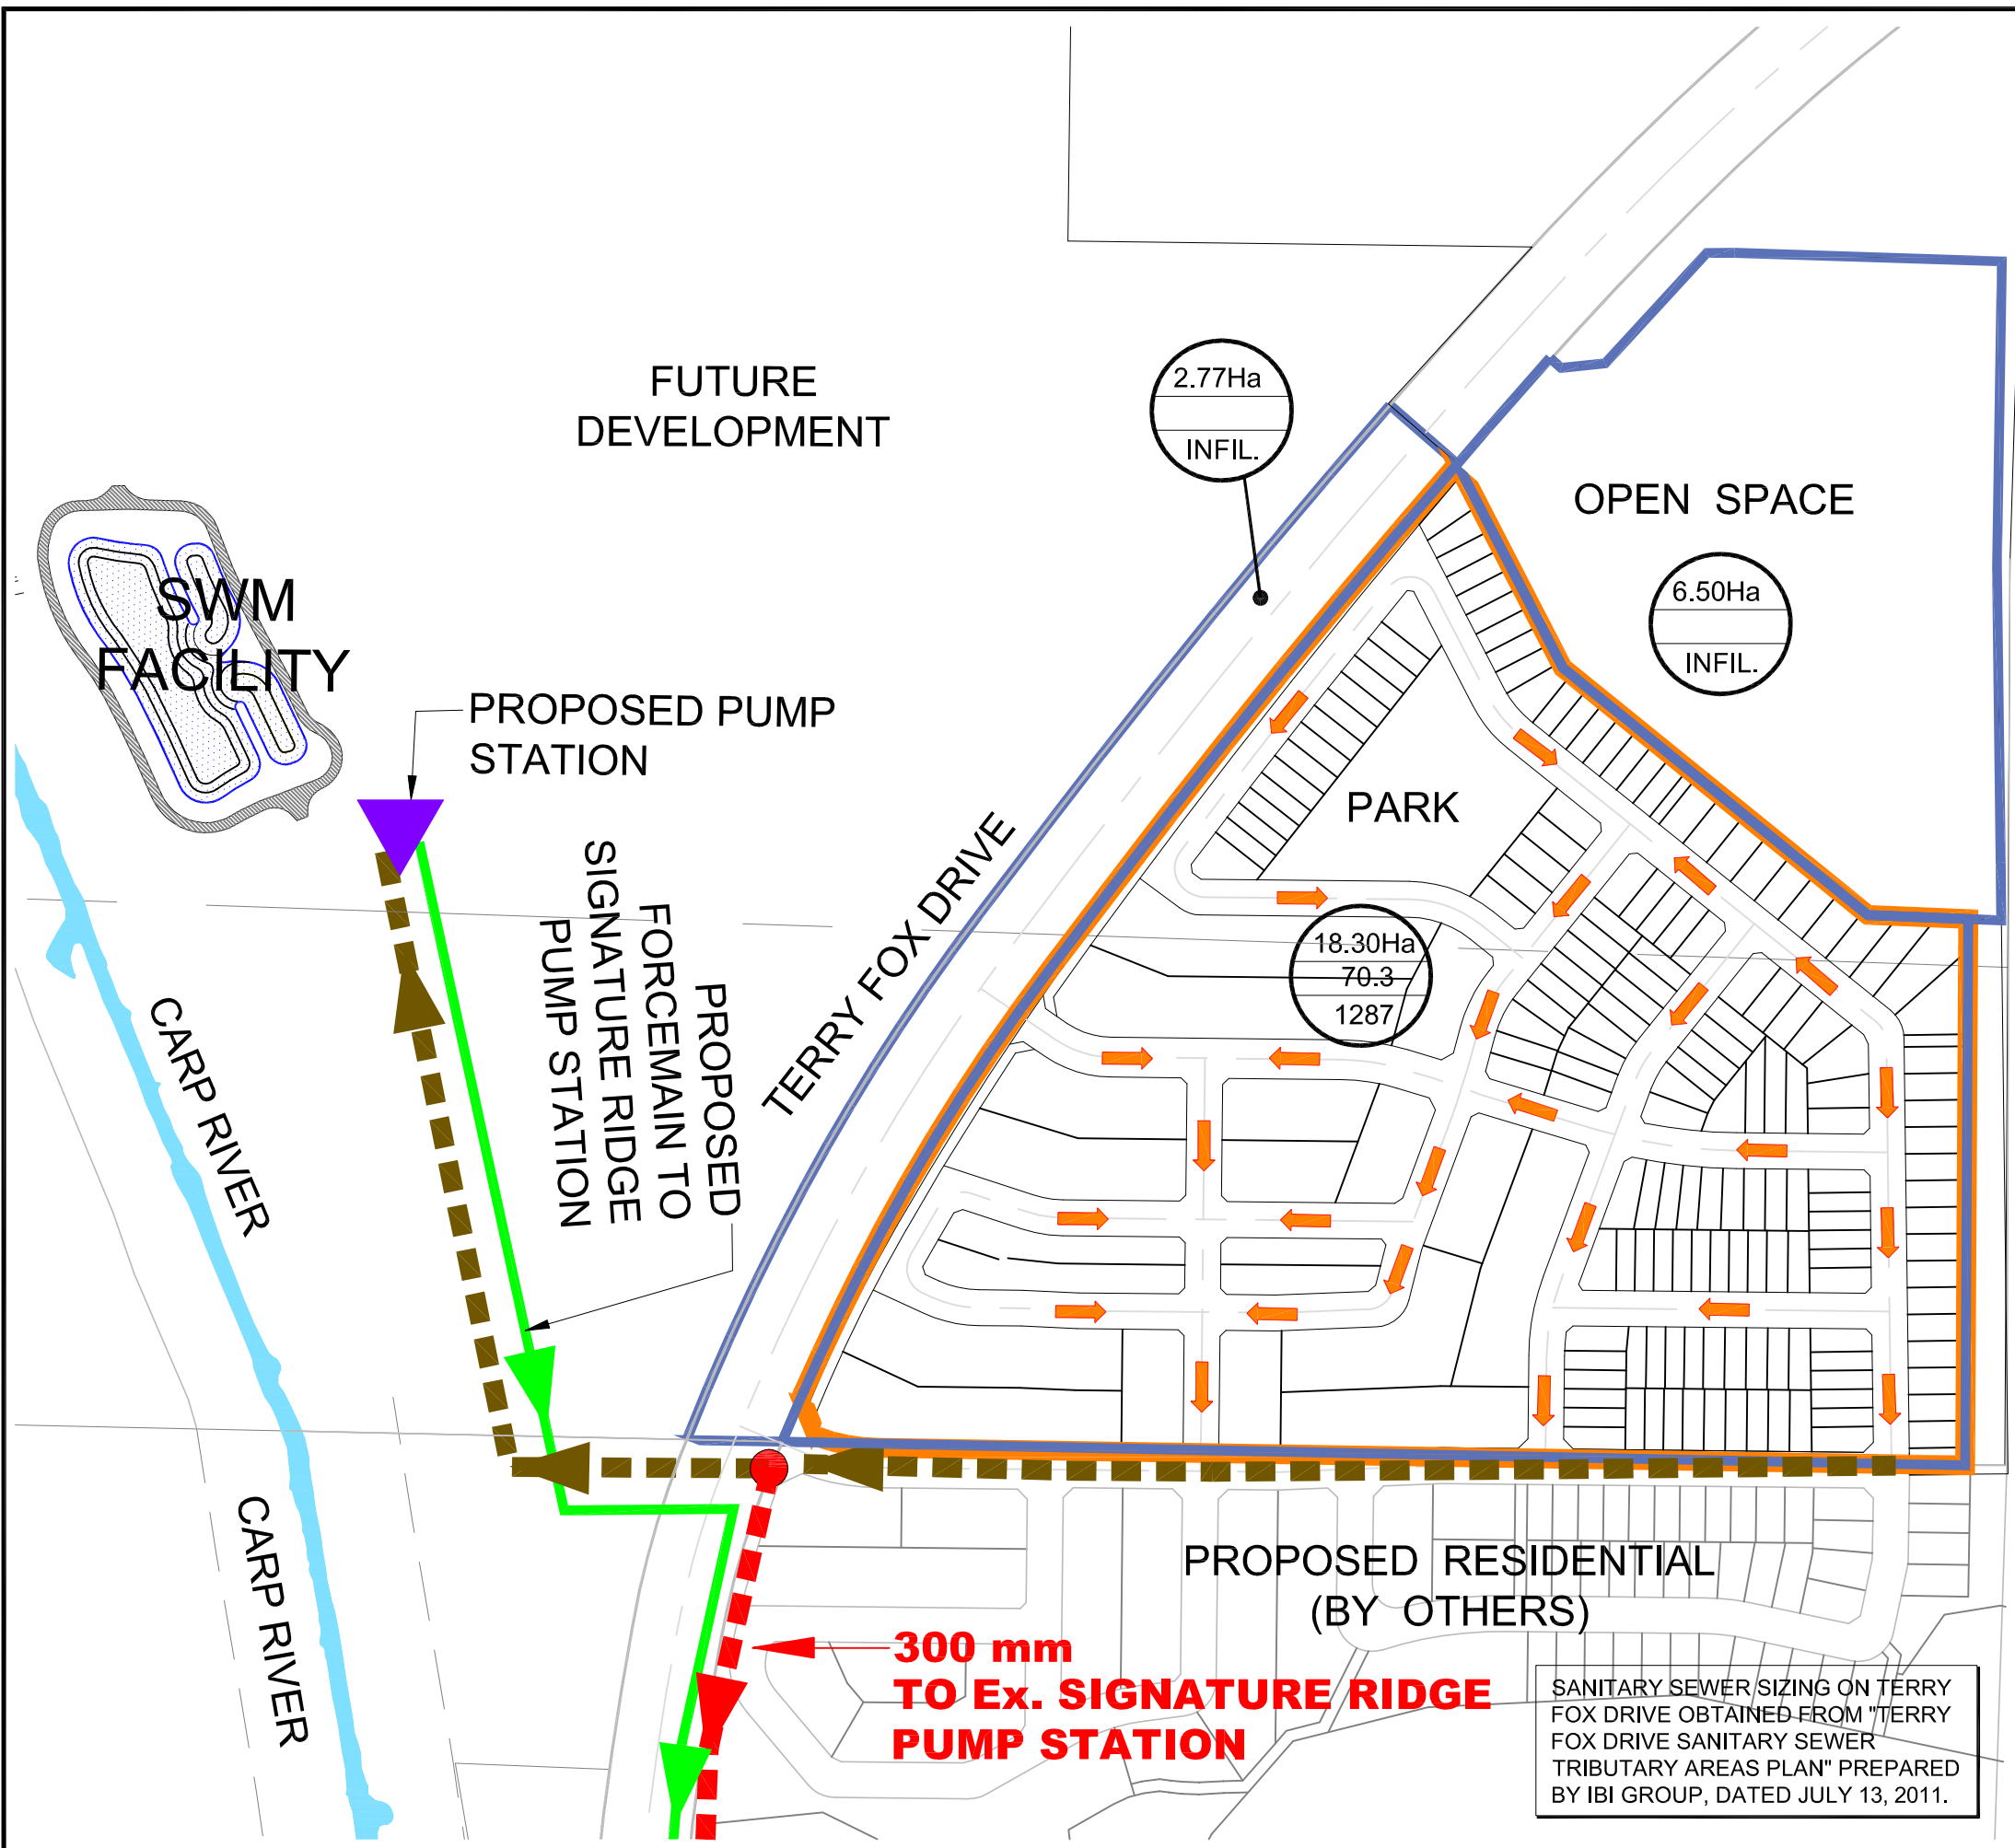 FUTURE
DEVELOPMENT
2.77Ha
INFIL.
OPEN SPACE
6.50Ha
INFIL.
SWM
FACILITY
PROPOSED PUMP
STATION
PARK
TERRY FOX DRIVE
PROPOSED
FORCEMAIN TO
SIGNATURE RIDGE
PUMP STATION
18.30Ha
70.3
1287
CARP RIVER
CARP RIVER
PROPOSED RESIDENTIAL
(BY OTHERS)
300 mm
TO Ex. SIGNATURE RIDGE
PUMP STATION
SANITARY SEWER SIZING ON TERRY
FOX DRIVE OBTAINED FROM "TERRY
FOX DRIVE SANITARY SEWER
TRIBUTARY AREAS PLAN" PREPARED
BY IBI GROUP, DATED JULY 13, 2011.